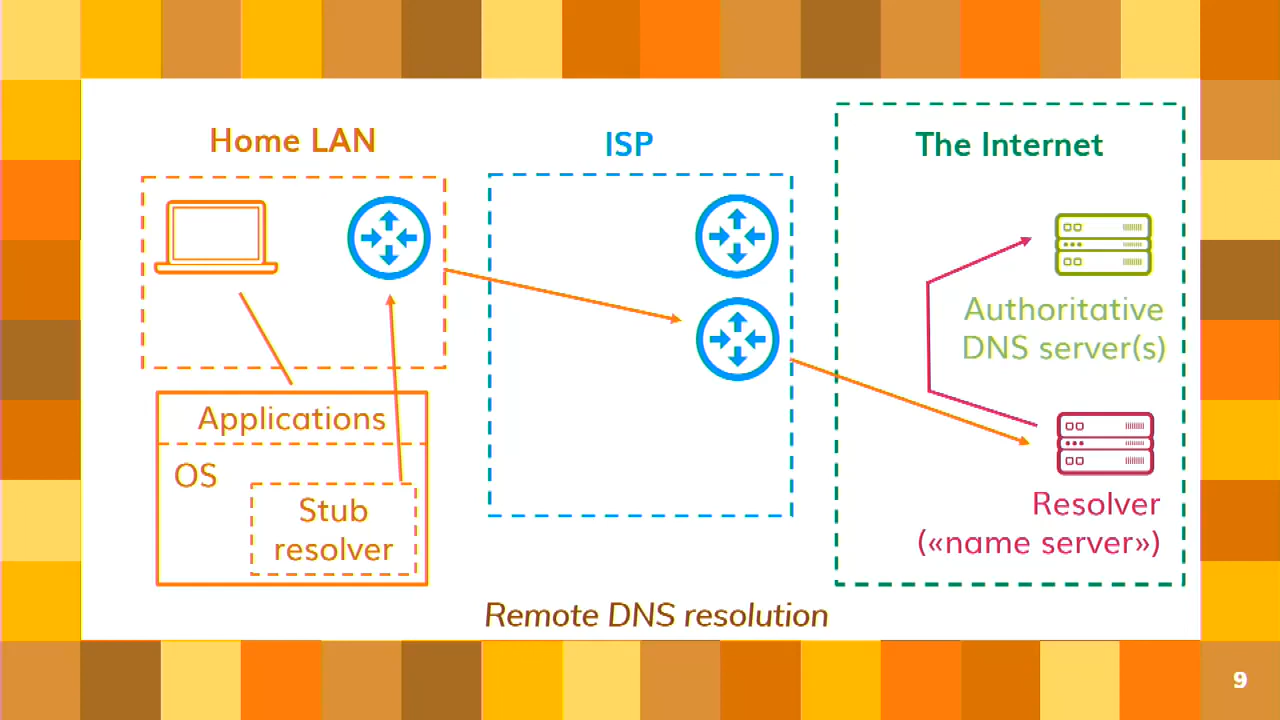 Home LAN
ISP
The Internet
Authoritative
DNS server(s)
Applications
OS
Stub
resolver
Resolver
(«name server»)
Remote DNS resolution
9